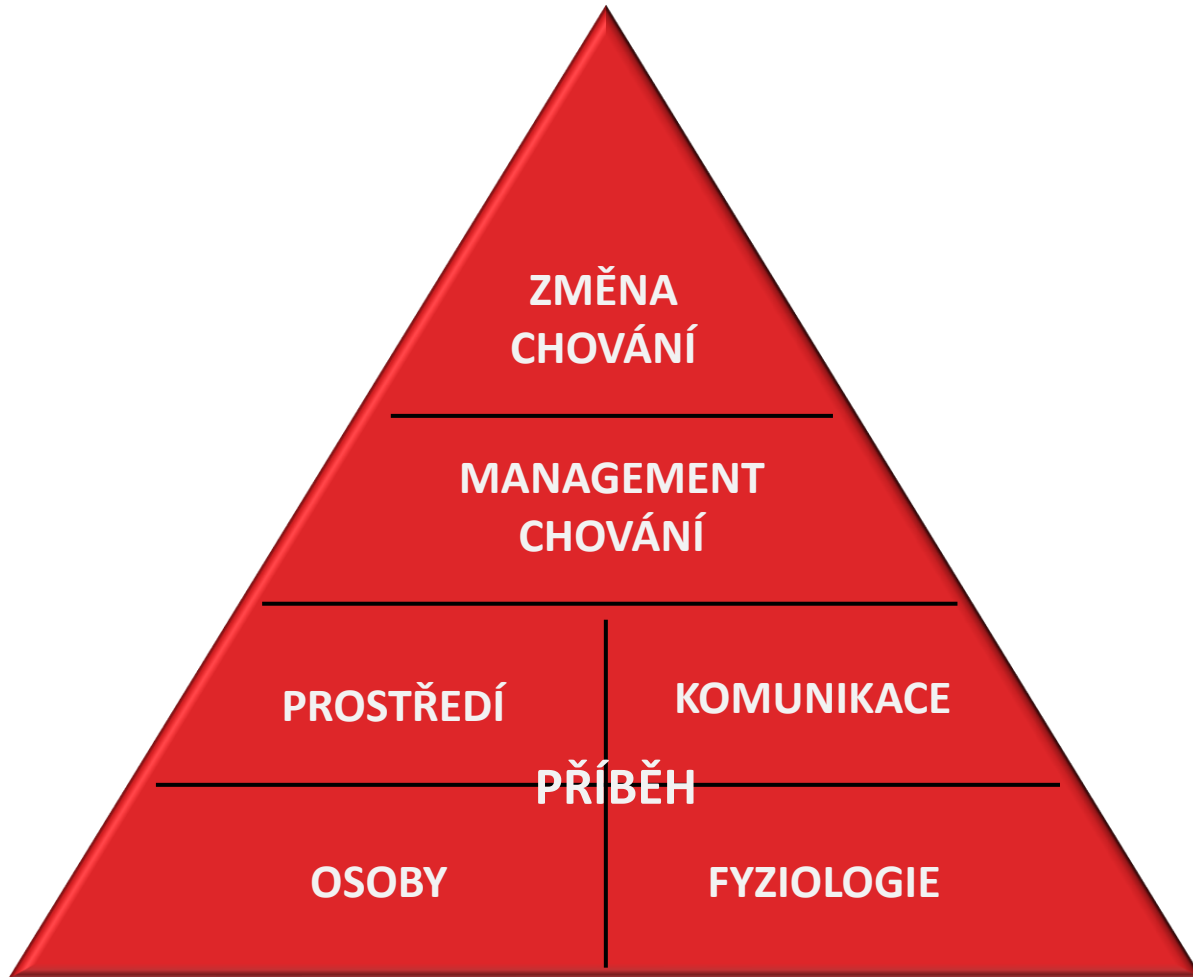 ZMĚNA
CHOVÁNÍ
MANAGEMENT
CHOVÁNÍ
PROSTŘEDÍ
KOMUNIKACE
PŘÍBĚH
OSOBY
FYZIOLOGIE